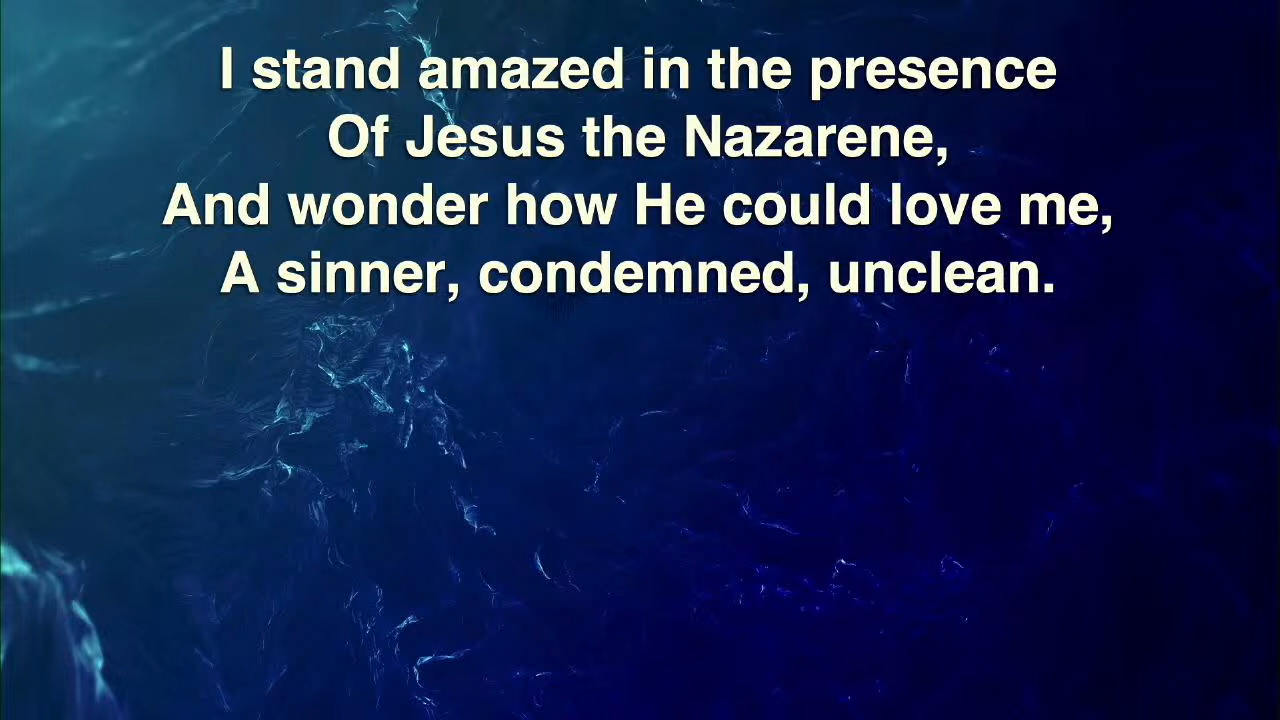 I stand amazed in the presence
Of Jesus the Nazarene,
And wonder how He could love me,
A sinner, condemned, unclean.